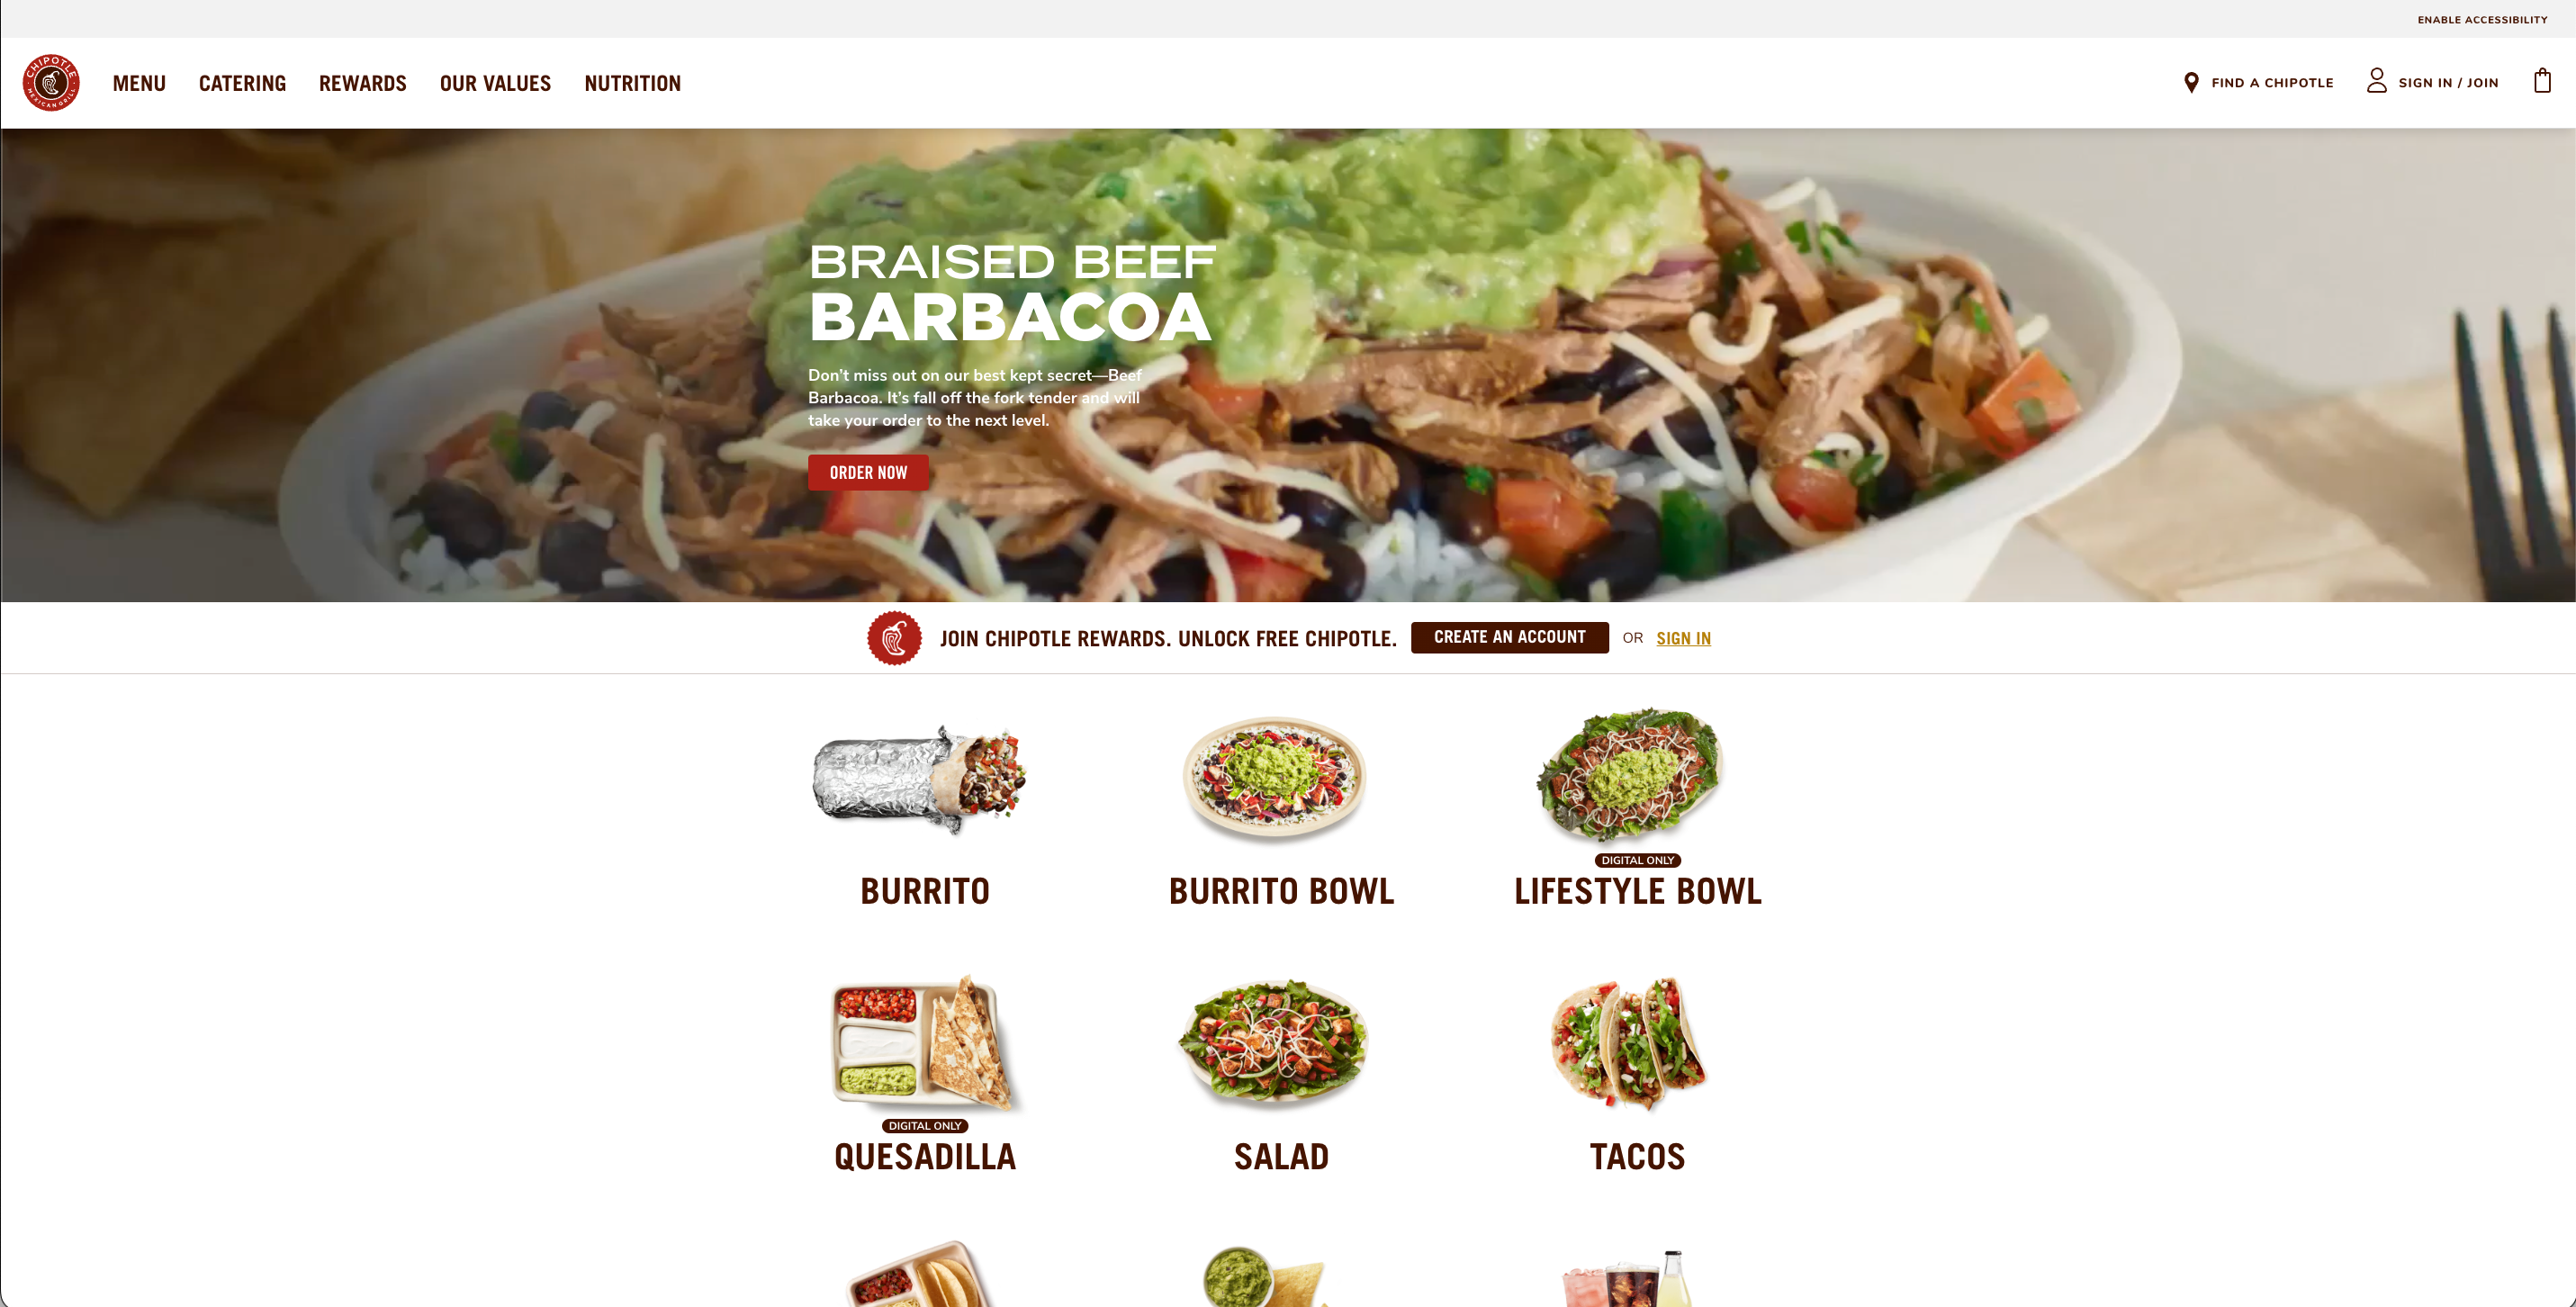 ENABLE ACCESSIBILITY
CHIPOTLE
MEXICAN GRILL
MENU
CATERING
REWARDS
OUR VALUES
NUTRITION
FIND A CHIPOTLE
SIGN IN / JOIN
BRAISED BEEF
BARBACOA
Don't miss out on our best kept secret—Beef
Barbacoa. It's fall off the fork tender and will
take your order to the next level.
ORDER NOW
JOIN CHIPOTLE REWARDS. UNLOCK FREE CHIPOTLE.
CREATE AN ACCOUNT
OR
SIGN IN
BURRITO
BURRITO BOWL
DIGITAL ONLY
LIFESTYLE BOWL
DIGITAL ONLY
QUESADILLA
SALAD
TACOS